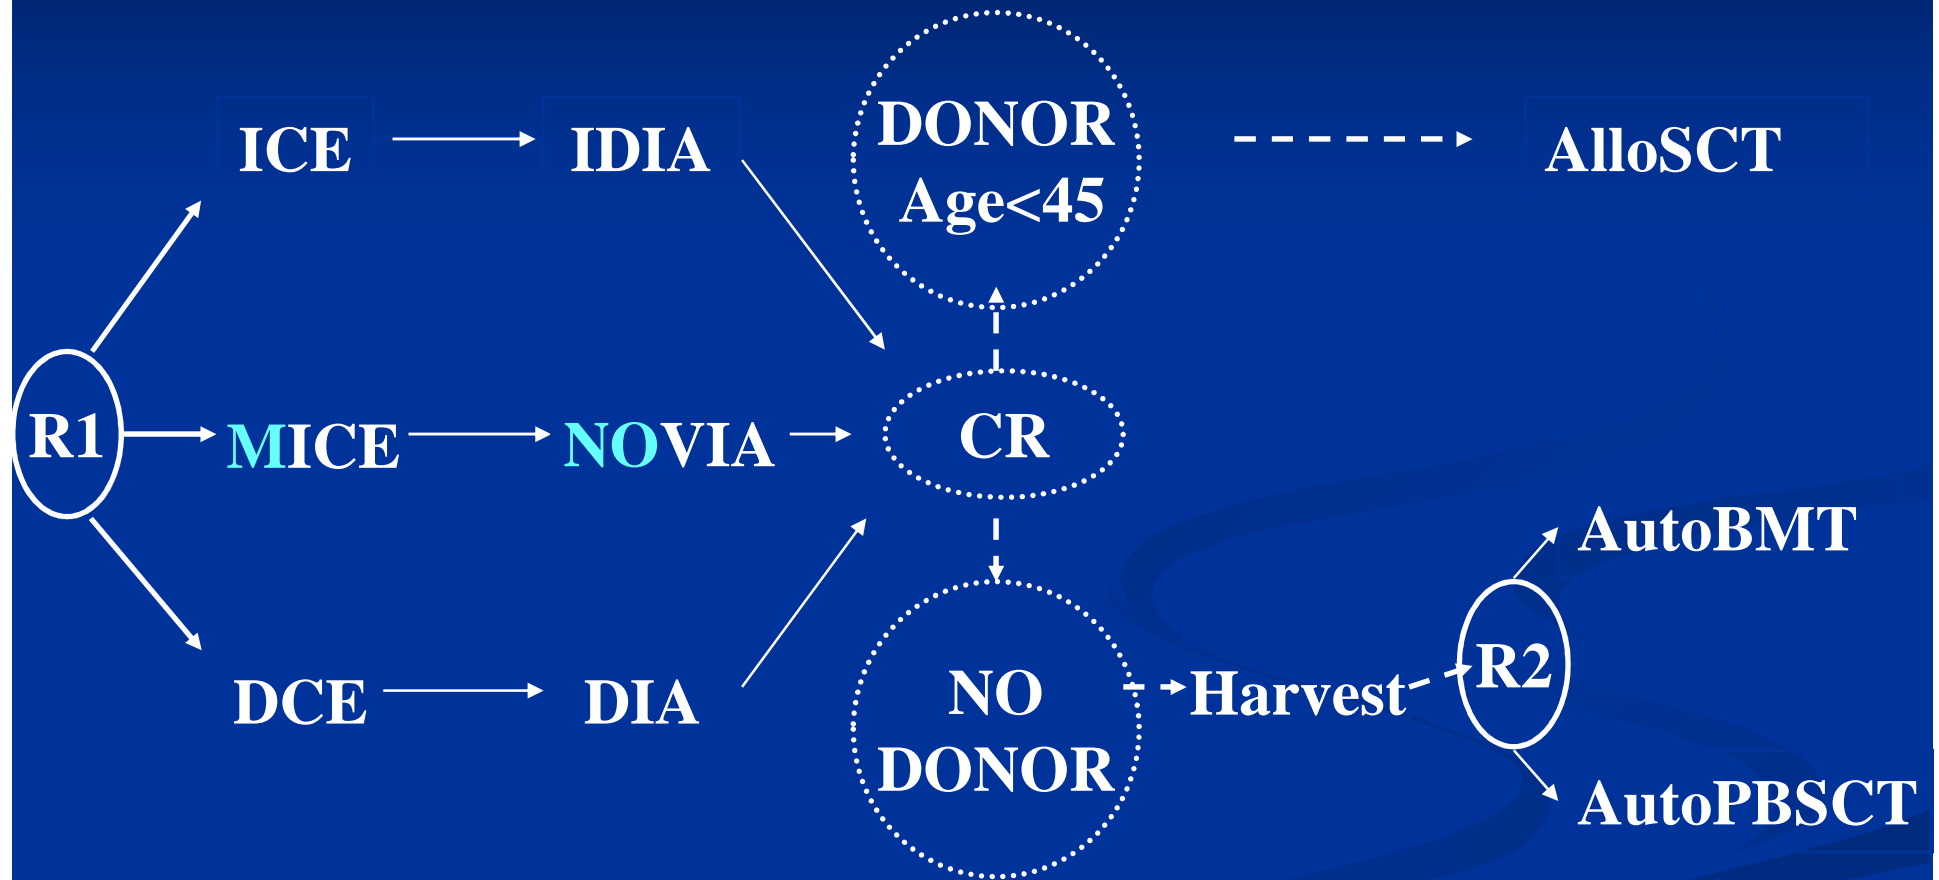 ICE
IDIA
DONOR
Age<45
AlloSCT
R1
MICE
NOVIA
CR
DCE
DIA
NO
DONOR
Harvest
R2
AutoBMT
AutoPBSCT